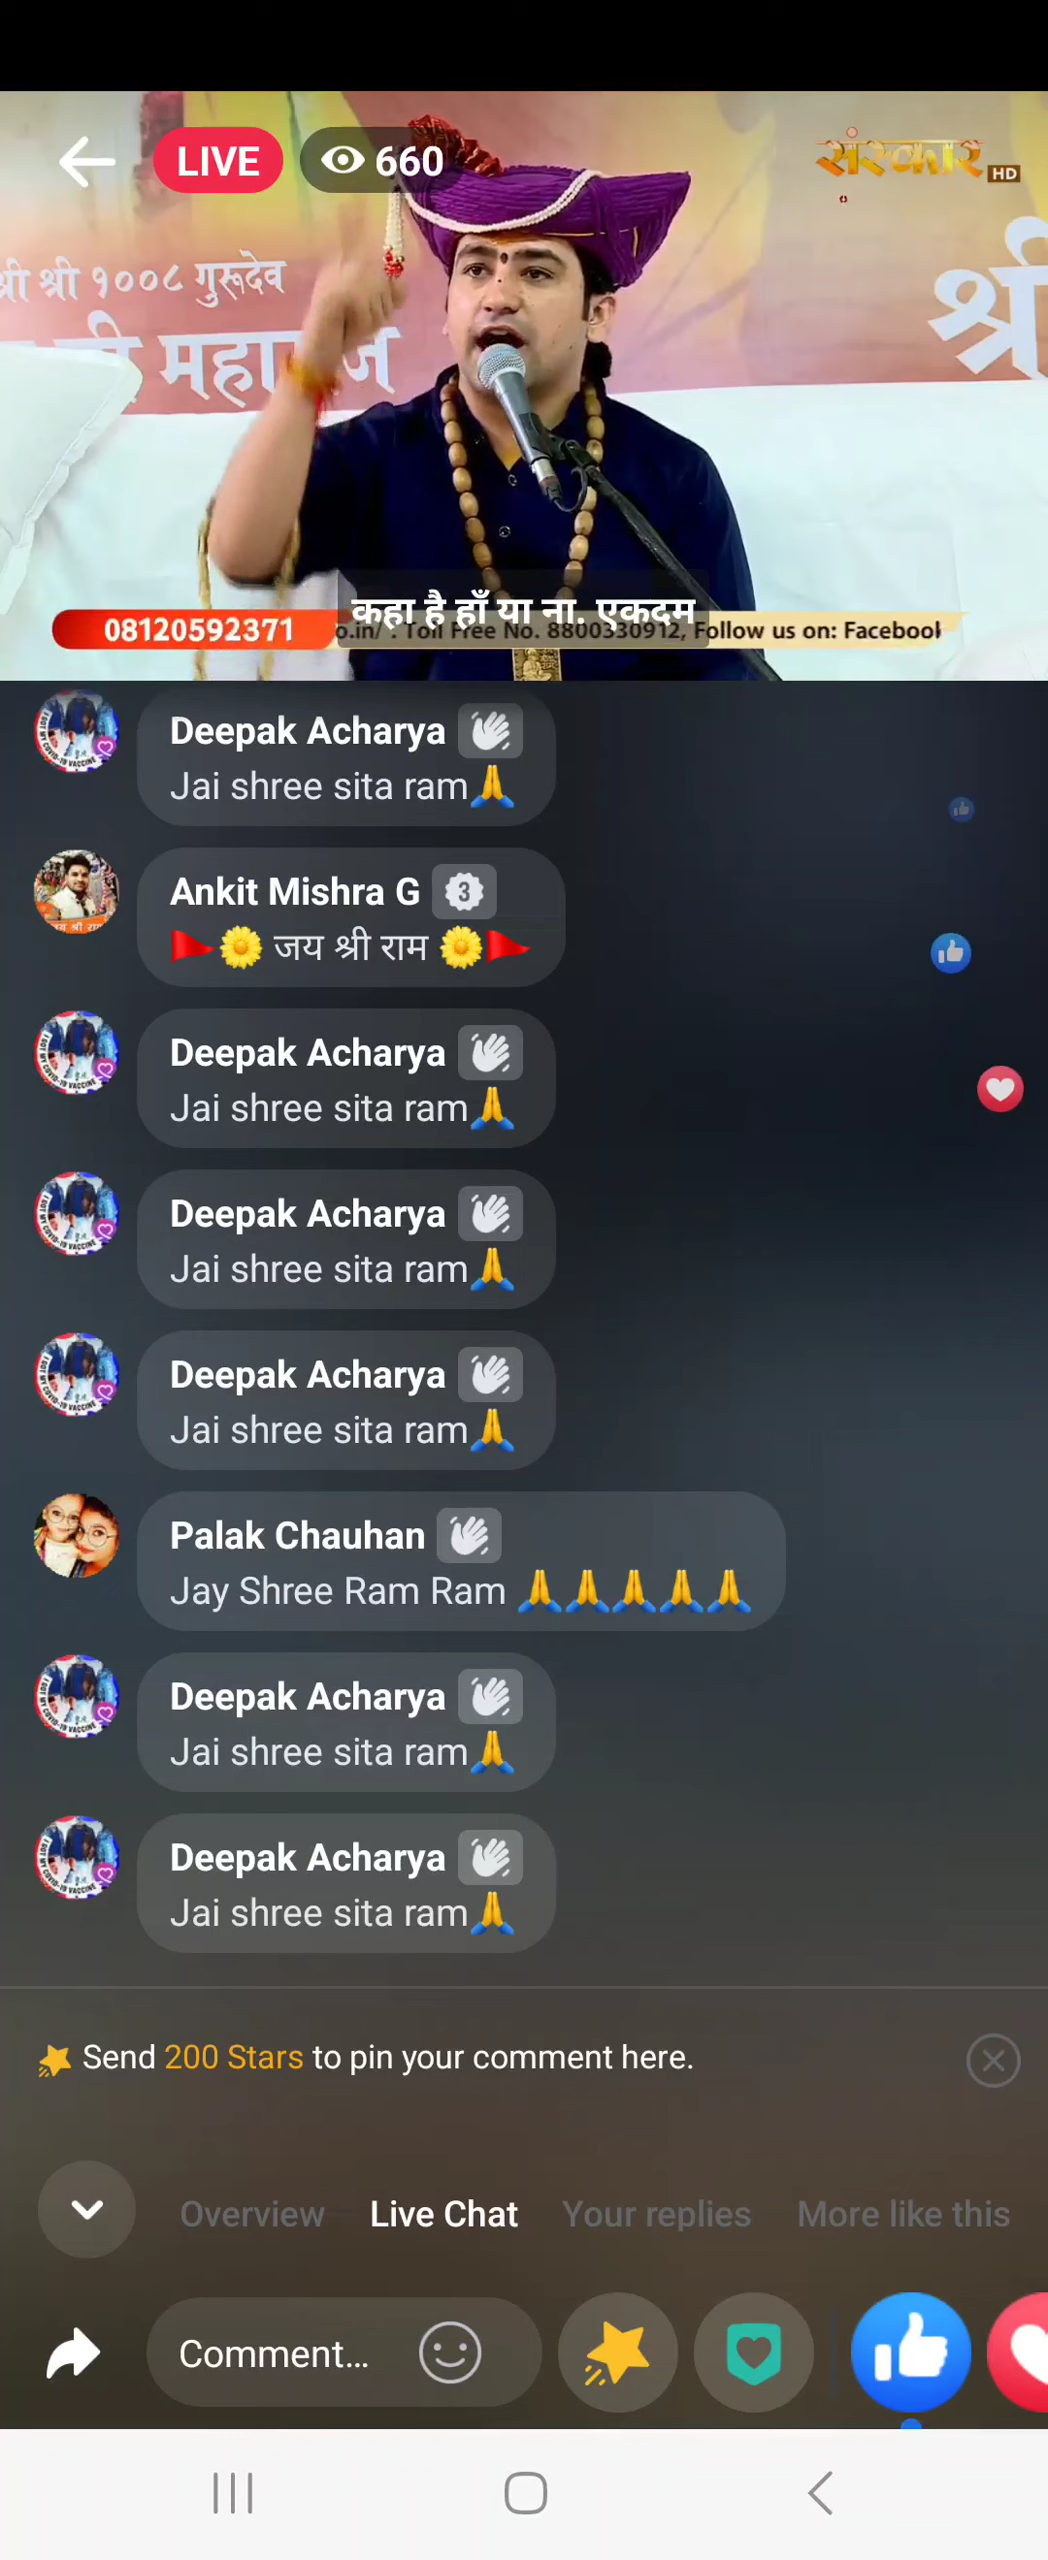 LIVE
660
संस्कार
HD
श्री श्री १००८ गुरूदेव
श्र
08120592371
कहा है हाँ या ना. एकदम
o.in/ . Toll Free No. 8800330912, Follow us on: Facebook
Deepak Acharya
Jai shree sita ram🙏
Ankit Mishra G 3
🚩🌼 जय श्री राम 🌼🚩
Deepak Acharya
Jai shree sita ram🙏
Deepak Acharya
Jai shree sita ram🙏
Deepak Acharya
Jai shree sita ram🙏
Palak Chauhan
Jay Shree Ram Ram 🙏🙏🙏🙏🙏
Deepak Acharya
Jai shree sita ram🙏
Deepak Acharya
Jai shree sita ram🙏
Send 200 Stars to pin your comment here.
Overview Live Chat Your replies More like this
Comment...